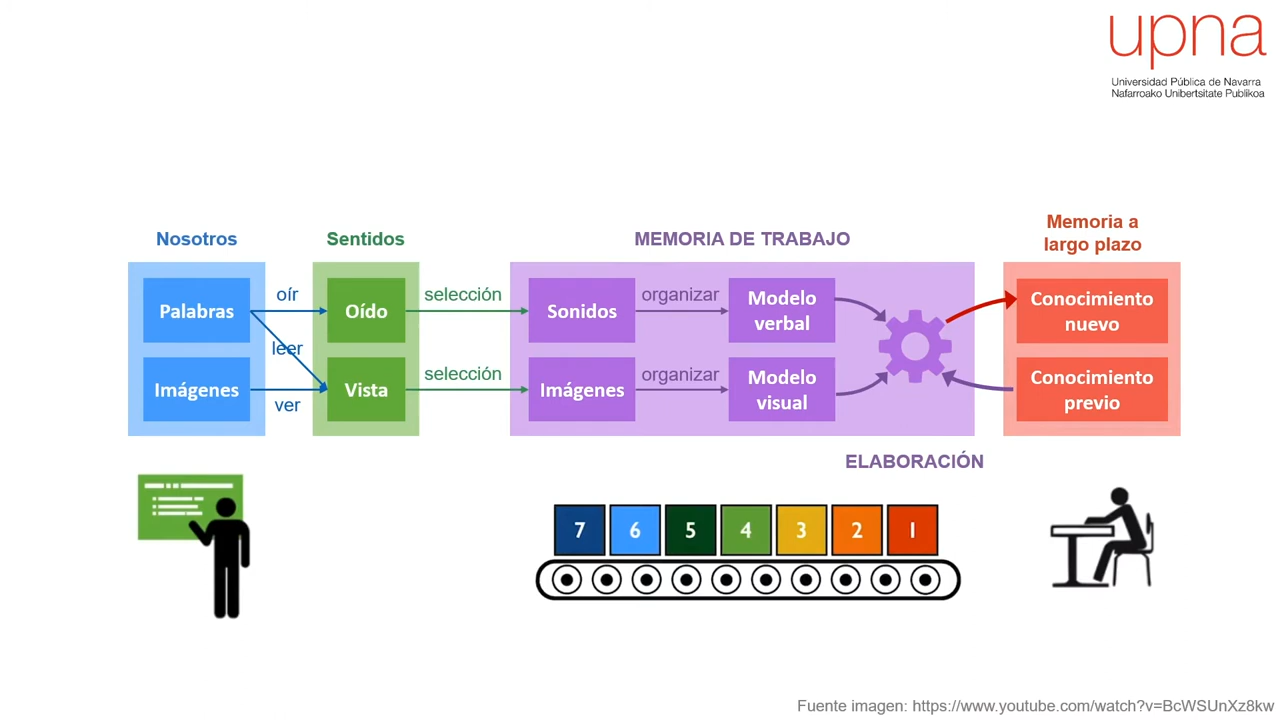 upna
Universidad Pública de Navarra
Nafarroako Unibertsitate Publikoa
Nosotros
Sentidos
MEMORIA DE TRABAJO
Memoria a
largo plazo
Palabras
Imágenes
oír
leer
ver
Oído
Vista
selección
selección
Sonidos
Imágenes
organizar
organizar
Modelo
verbal
Modelo
visual
Conocimiento
nuevo
Conocimiento
previo
ELABORACIÓN
7 6 5 4 3 2 1
Fuente imagen: https://www.youtube.com/watch?v=BcWSUnXz8kw